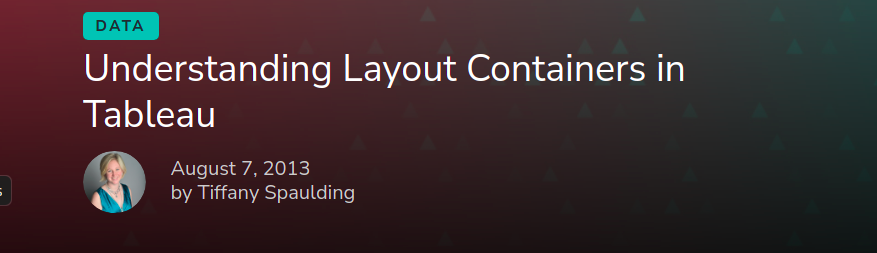 DATA
Understanding Layout Containers in
Tableau
August 7, 2013
by Tiffany Spaulding
s